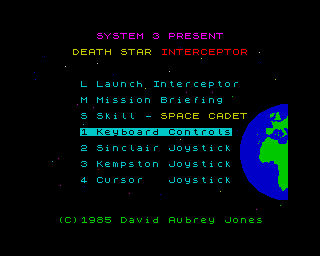 SYSTEM 3 PRESENT
DEATH STAR INTERCEPTOR
L Launch Interceptor
M Mission Briefing
S Skill - SPACE CADET
1 Keyboard Controls
2 Sinclair Joystick
3 Kempston Joystick
4 Cursor Joystick
(C)1985 David Aubrey Jones